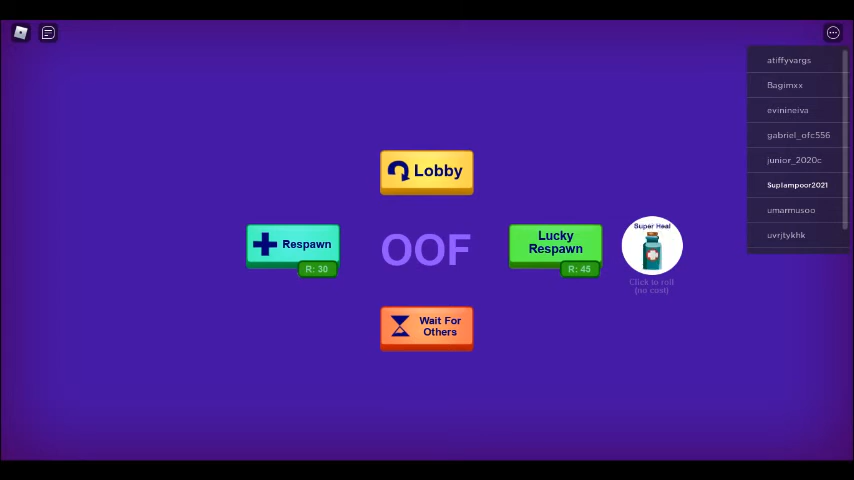 atiffyvargs
Bagimxx
evinineiva
gabriel_ofc556
junior_2020c
Suplampoor2021
umarmusoo
uvrjtykhk
Lobby
Respawn
R: 30
OOF
Lucky
Respawn
R: 45
Super Heal
Click to roll
(no cost)
Wait For
Others